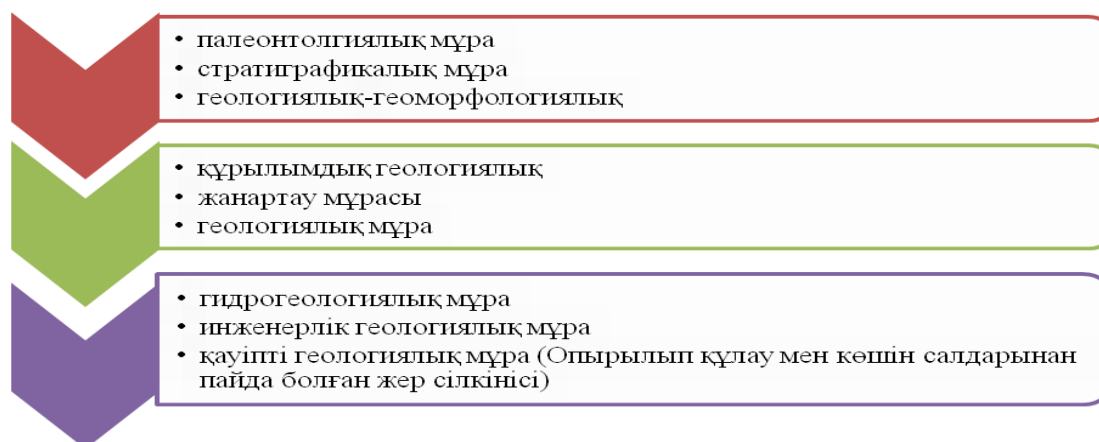 • палеонтолгиялық мұра
• стратиграфикалық мұра
• геологиялық-геоморфологиялық
• құрылымдық геологиялық
• жанартау мұрасы
• геологиялық мұра
• гидрогеологиялық мұра
• инженерлік геологиялық мұра
• қауіпті геологиялық мұра (Опырылып құлау мен көшін салдарынан
пайда болған жер сілкінісі)